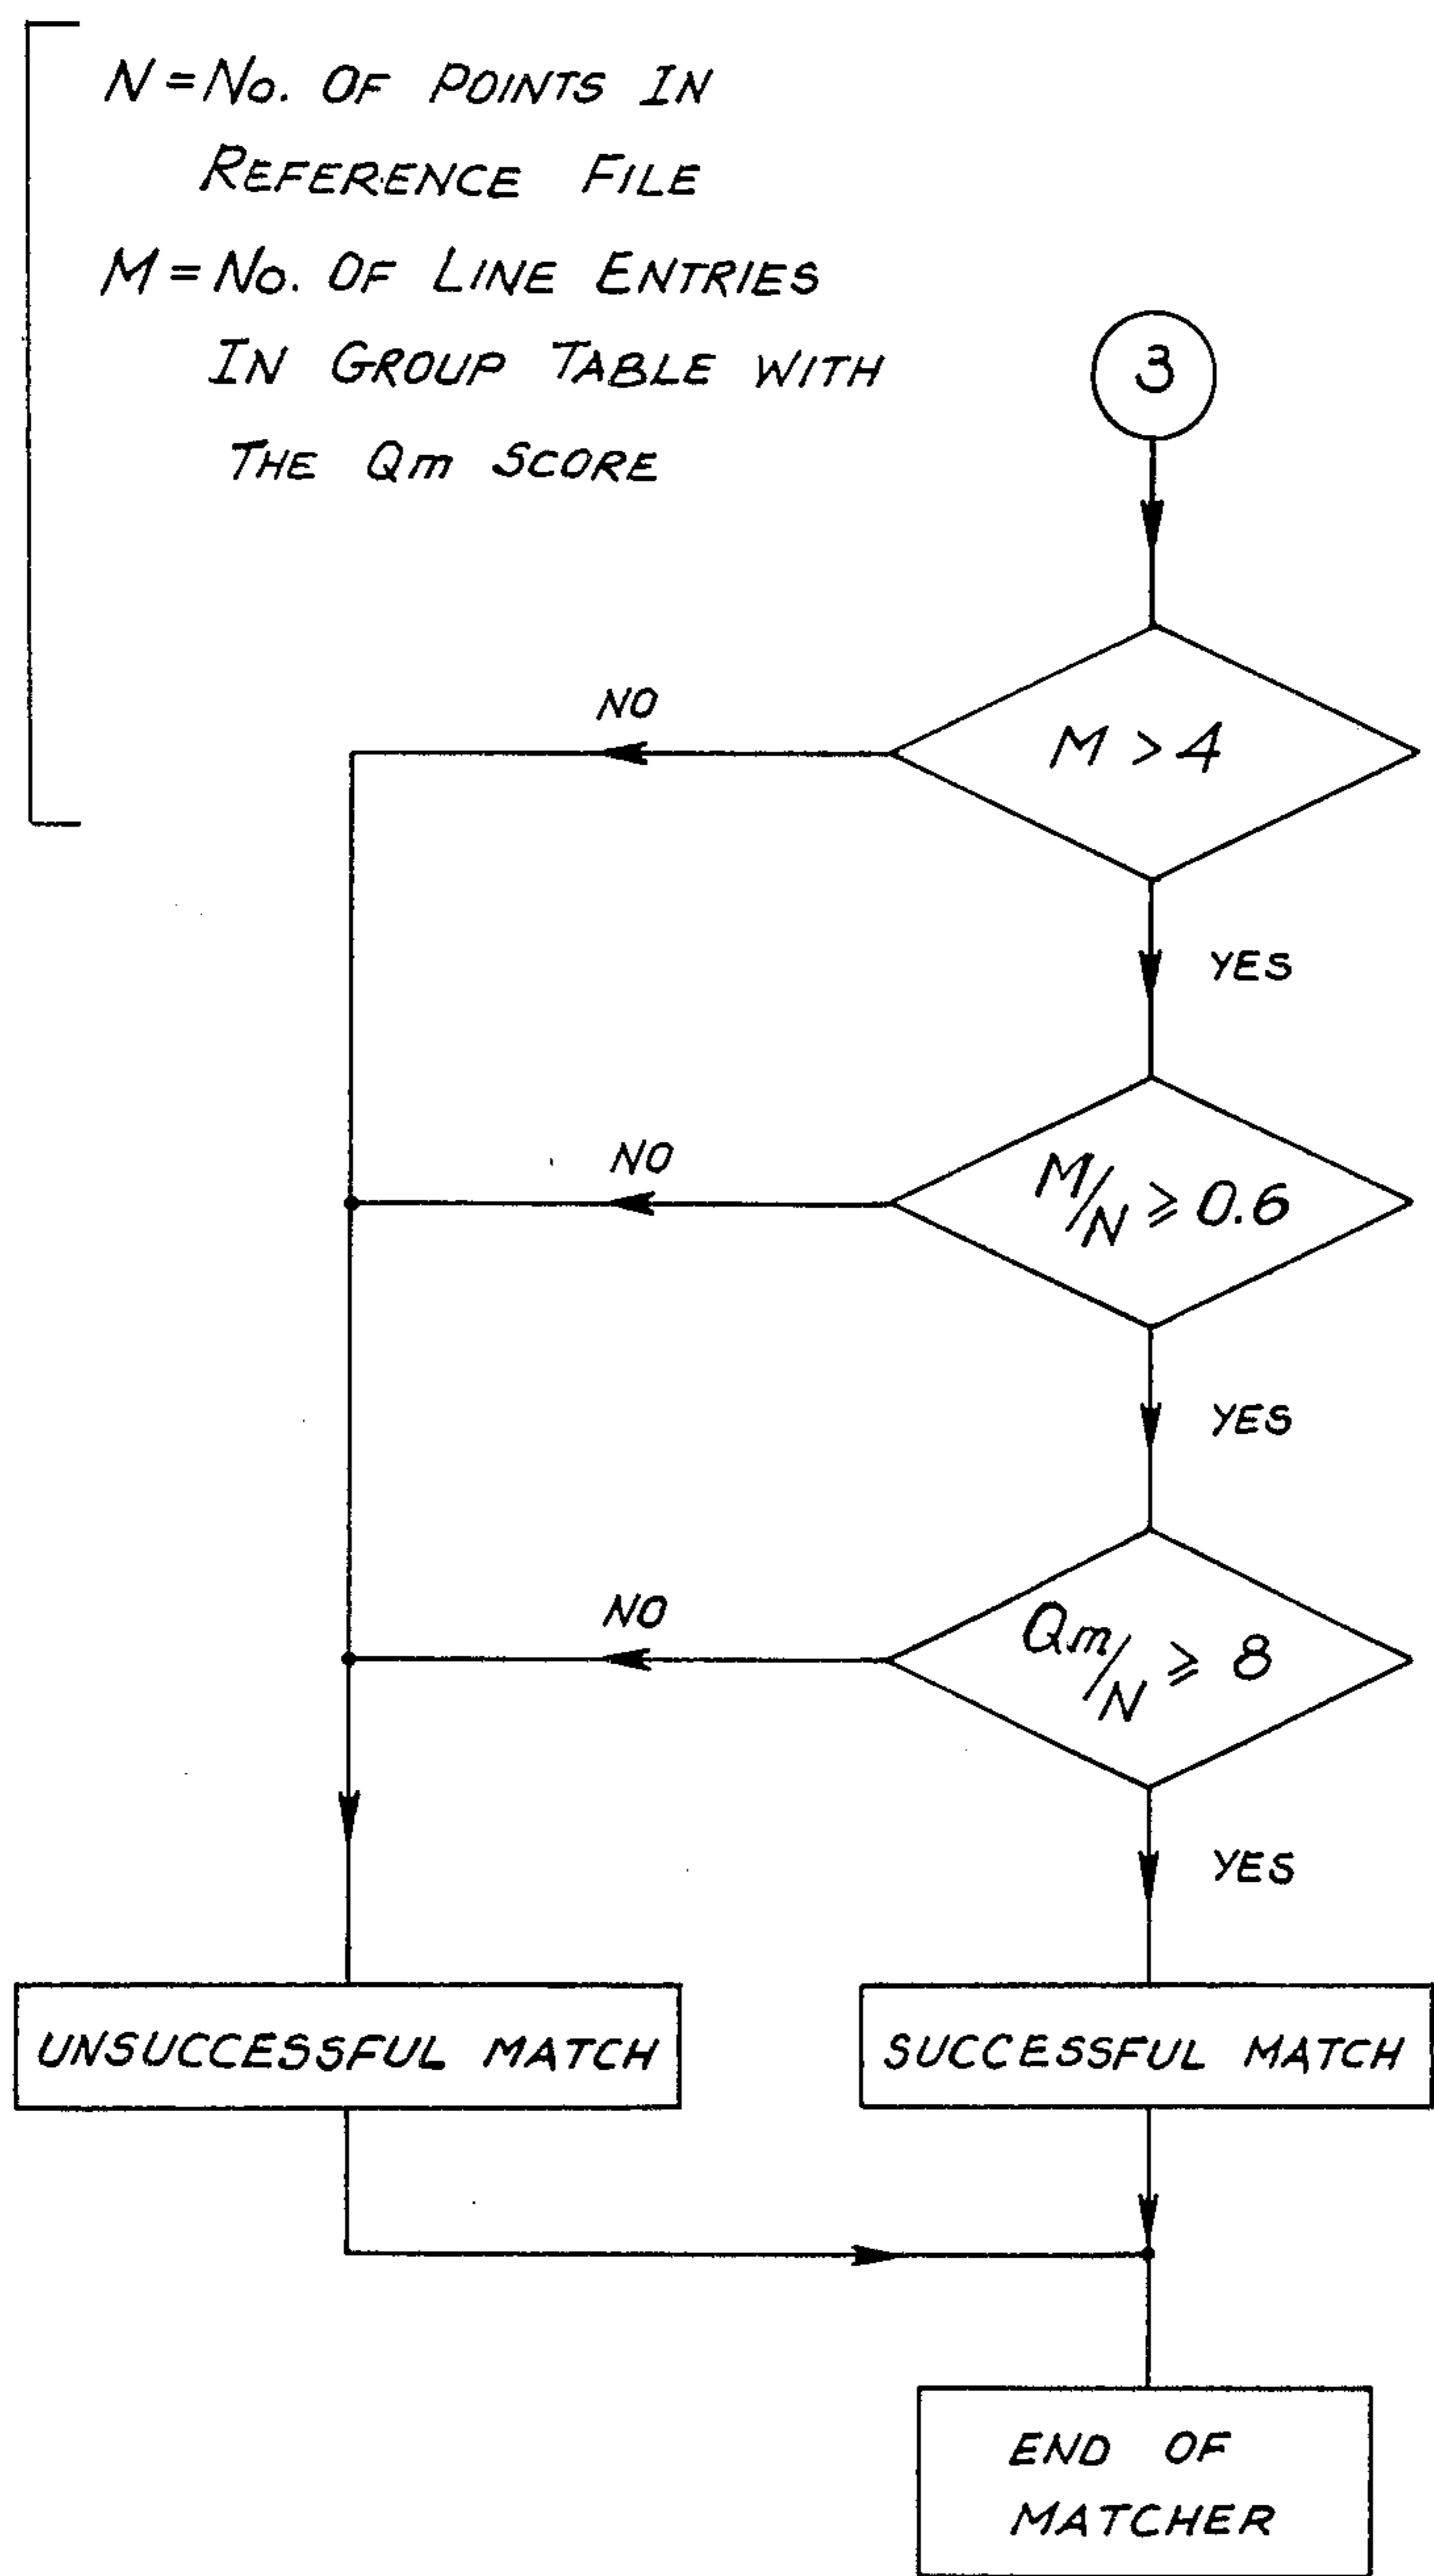 N = No. OF POINTS IN
REFERENCE FILE
M = No. OF LINE ENTRIES
IN GROUP TABLE WITH
THE Qm SCORE
3
NO
M > 4
YES
NO
M/N ⩾ 0.6
YES
NO
Qm/N ⩾ 8
YES
UNSUCCESSFUL MATCH
SUCCESSFUL MATCH
END OF
MATCHER